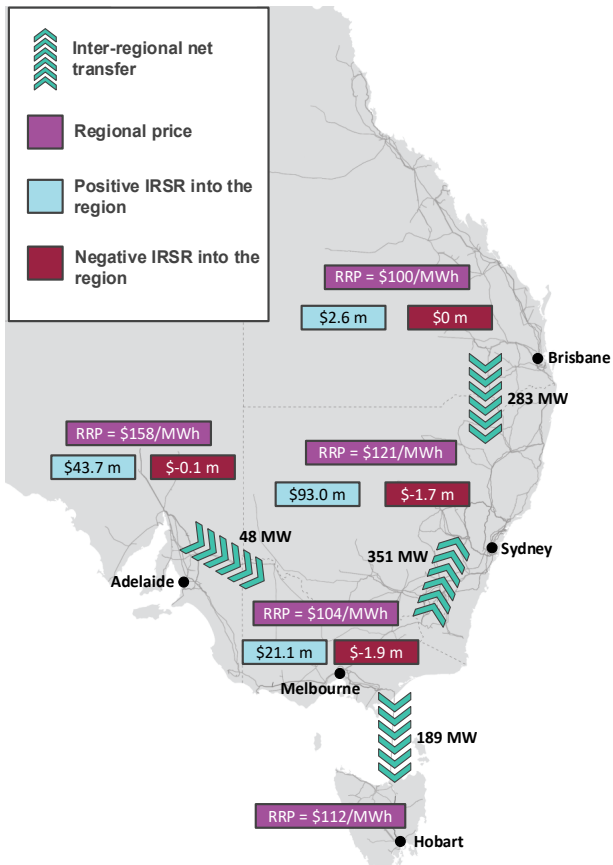 Inter-regional net
transfer
Regional price
Positive IRSR into the
region
Negative IRSR into the
region
RRP = $100/MWh
$2.6 m
$0 m
Brisbane
283 MW
RRP = $158/MWh
$43.7 m
$-0.1 m
RRP = $121/MWh
$93.0 m
$-1.7 m
48 MW
351 MW
Sydney
Adelaide
RRP = $104/MWh
$21.1 m
$-1.9 m
Melbourne
189 MW
RRP = $112/MWh
Hobart